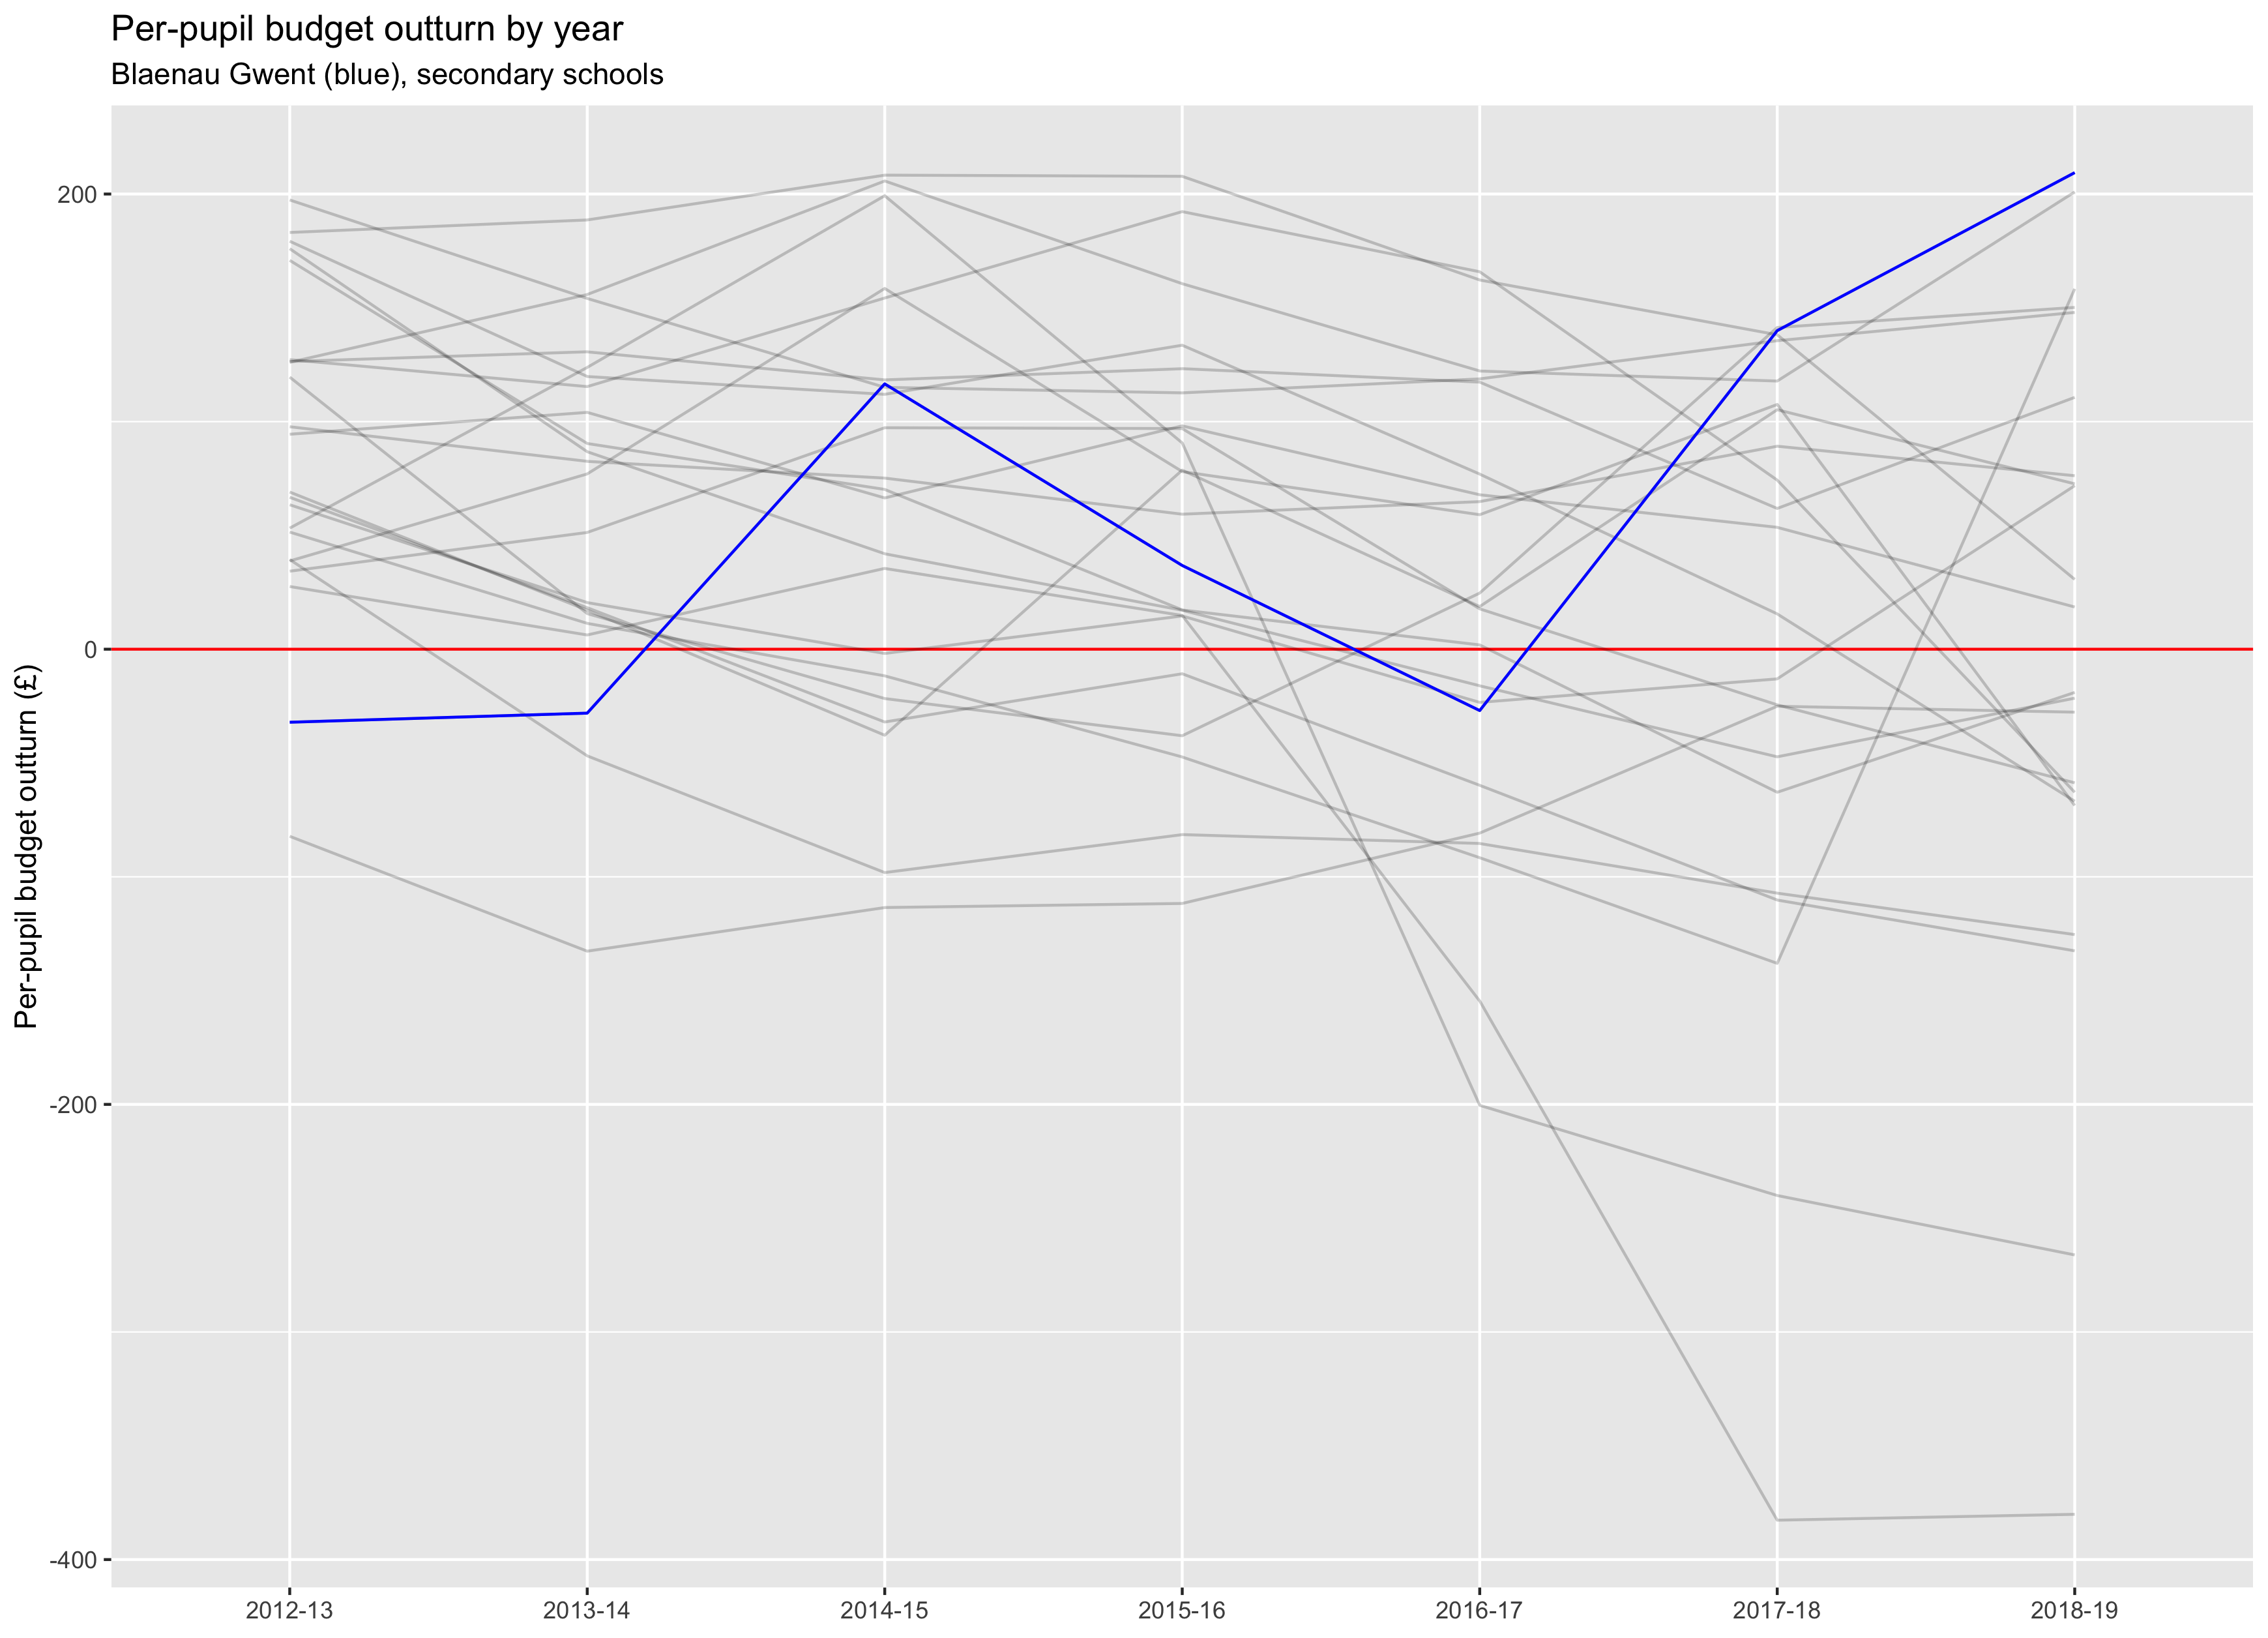 Per-pupil budget outturn by year
Blaenau Gwent (blue), secondary schools
Per-pupil budget outturn (£)
200
0
-200
-400
2012-13 2013-14 2014-15 2015-16 2016-17 2017-18 2018-19